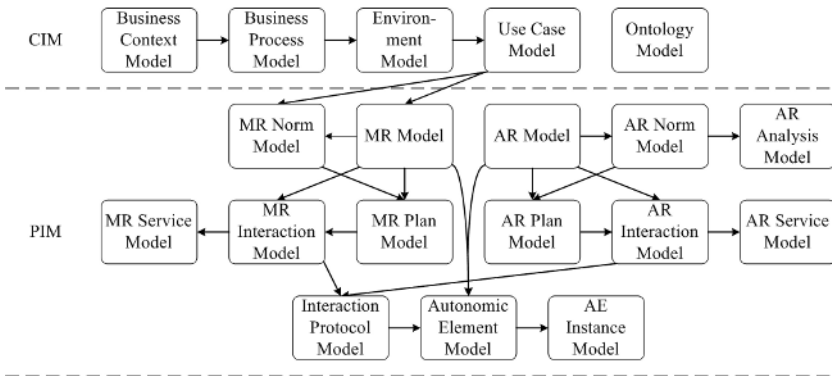 CIM
Business
Context
Model
Business
Process
Model
Environ-
ment
Model
Use Case
Model
Ontology
Model
MR Norm
Model
MR Model
AR Model
AR Norm
Model
AR
Analysis
Model
PIM
MR Service
Model
MR
Interaction
Model
MR Plan
Model
AR Plan
Model
AR
Interaction
Model
AR Service
Model
Interaction
Protocol
Model
Autonomic
Element
Model
AE
Instance
Model